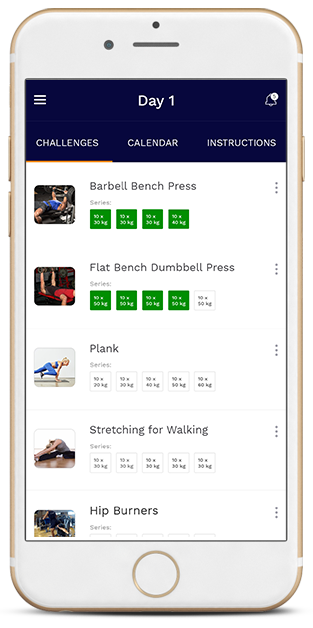 Day 1
CHALLENGES CALENDAR INSTRUCTIONS
Barbell Bench Press
Series:
10 x 10 x 10 x 10 x
30 kg 30 kg 30 kg 40 kg
Flat Bench Dumbbell Press
Series:
10 x 10 x 10 x 10 x 10 x
50 kg 50 kg 50 kg 50 kg 50 kg
Plank
Series:
10 x 10 x 10 x 10 x 10 x
20 kg 30 kg 40 kg 50 kg 60 kg
Stretching for Walking
Series:
10 x 10 x 10 x 10 x 10 x
30 kg 30 kg 30 kg 30 kg 30 kg
Hip Burners
Series: